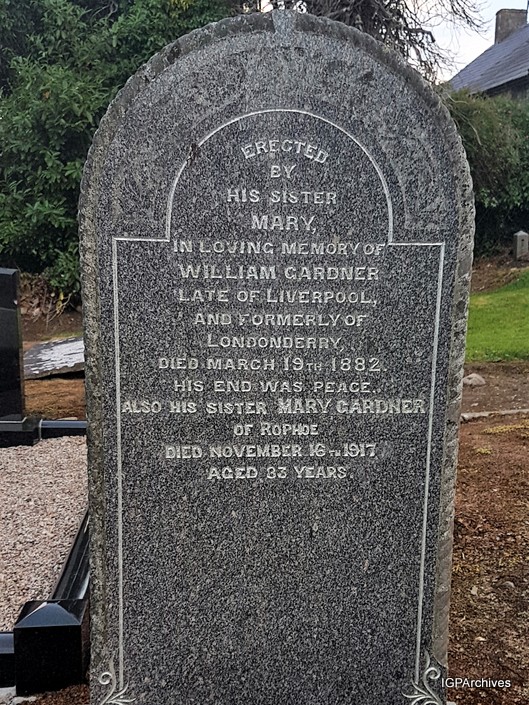 ERECTED
BY
HIS SISTER
MARY,
IN LOVING MEMORY OF
WILLIAM GARDNER
LATE OF LIVERPOOL,
AND FORMERLY OF
LONDONDERRY,
DIED MARCH 19TH 1882.
HIS END WAS PEACE.
ALSO HIS SISTER MARY GARDNER
OF ROPHOE
DIED NOVEMBER 16TH 1917
AGED 83 YEARS.
IGPArchives